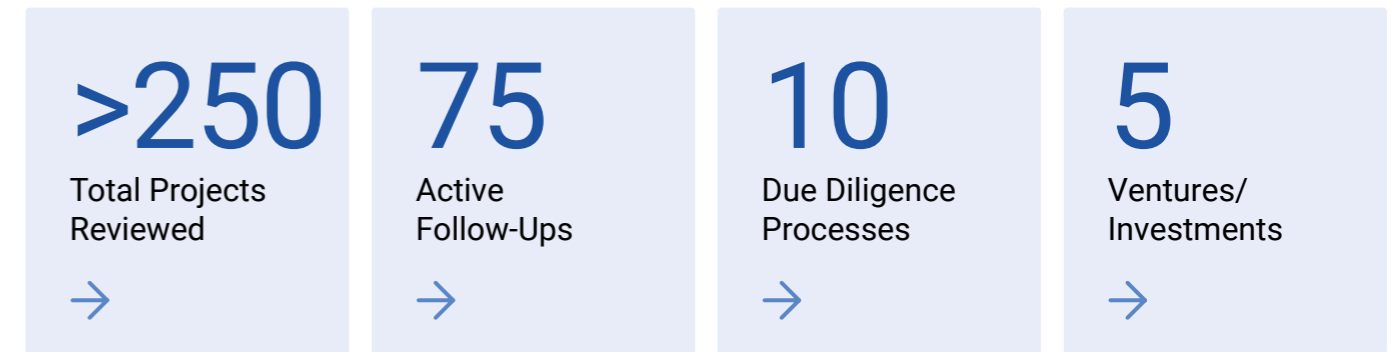 >250
Total Projects
Reviewed
75
Active
Follow-Ups
10
Due Diligence
Processes
5
Ventures/
Investments